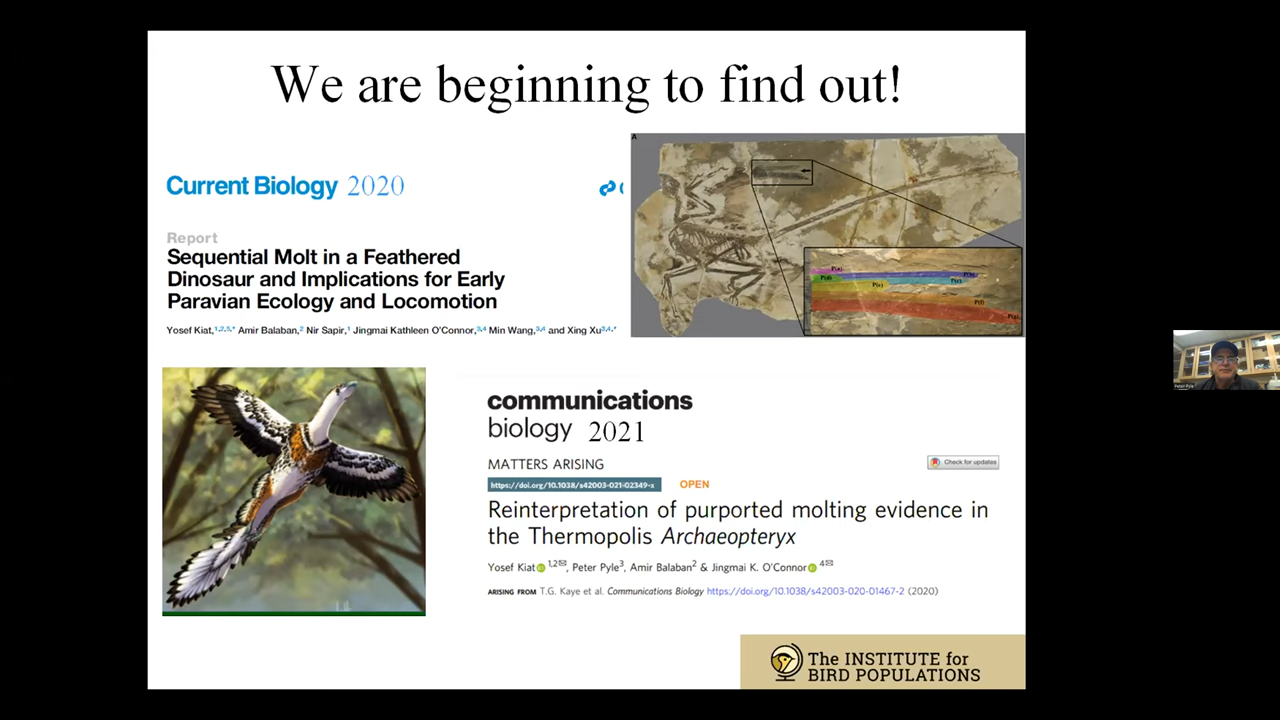 We are beginning to find out!
Current Biology 2020
Report
Sequential Molt in a Feathered
Dinosaur and Implications for Early
Paravian Ecology and Locomotion
Yosef Kiat,1,2,5,* Amir Balaban,2 Nir Sapir,1 Jingmai Kathleen O'Connor,3,4 Min Wang,3,4 and Xing Xu3,4,*
A
P(a)
P(b)
P(d)
P(c)
P(e)
P(f)
P(g)
communications
biology 2021
MATTERS ARISING
Check for updates
https://doi.org/10.1038/s42003-021-02349-x OPEN
Reinterpretation of purported molting evidence in
the Thermopolis Archaeopteryx
Yosef Kiat 1,2✉, Peter Pyle3, Amir Balaban2 & Jingmai K. O'Connor 4✉
ARISING FROM T.G. Kaye et al. Communications Biology https://doi.org/10.1038/s42003-020-01467-2 (2020)
The INSTITUTE for
BIRD POPULATIONS
Peter Pyle